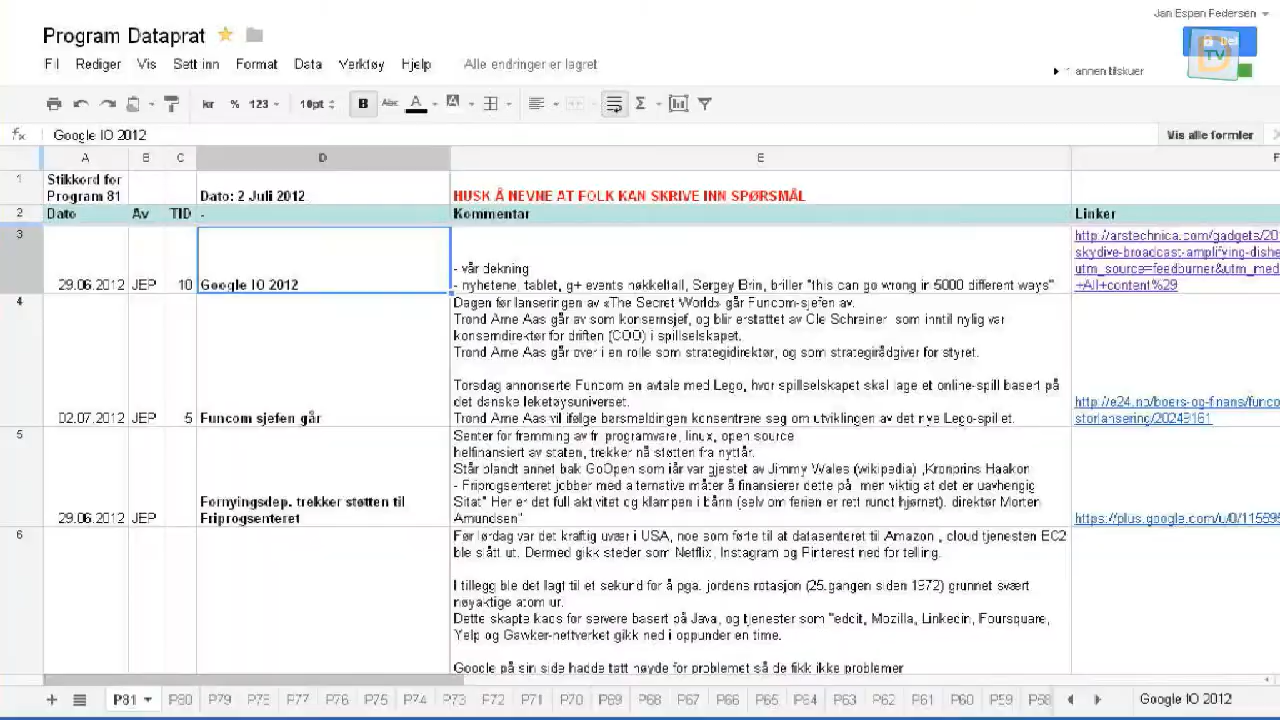 Jan Espen Pedersen
Program Dataprat
Fil Rediger Vis Sett inn Format Data Verktøy Hjelp Alle endringer er lagret
1 annen tilskuer
TV
kr % 123 10pt B Abc A A Σ
fx Google IO 2012 Vis alle formler
A B C D E F
1 Stikkord for
Program 81 Dato: 2 Juli 2012 HUSK Å NEVNE AT FOLK KAN SKRIVE INN SPØRSMÅL
2 Dato Av TID - Kommentar Linker
3 http://arstechnica.com/gadgets/20
skydive-broadcast-amplifying-dishe
- vår dekning utm_source=feedburner&utm_med
29.06.2012 JEP 10 Google IO 2012 - nyhetene, tablet, g+ events nøkkeltall, Sergey Brin, briller "this can go wrong in 5000 different ways" +All+content%29
4 Dagen før lanseringen av «The Secret World» går Funcom-sjefen av.
Trond Arne Aas går av som konsernsjef, og blir erstattet av Ole Schreiner som inntil nylig var
konserndirektør for driften (COO) i spillselskapet.
Trond Arne Aas går over i en rolle som strategidirektør, og som strategirådgiver for styret.
Torsdag annonserte Funcom en avtale med Lego, hvor spillselskapet skal lage et online-spill basert på
det danske leketøysuniverset. http://e24.no/boers-og-finans/funco
02.07.2012 JEP 5 Funcom sjefen går Trond Arne Aas vil ifølge børsmeldingen konsentrere seg om utviklingen av det nye Lego-spillet. storlansering/20249161
5 Senter for fremming av fri programvare, linux, open source
helfinansiert av staten, trekker nå støtten fra nyttår.
Står blandt annet bak GoOpen som i år var gjestet av Jimmy Wales (wikipedia) ,Kronprins Haakon
- Friprogsenteret jobber med alternative måter å finansierer dette på men viktig at det er uavhengig
Fornyingsdep. trekker støtten til Sitat" Her er det full aktivitet og klampen i bånn (selv om ferien er rett rundt hjørnet). direktør Morten
29.06.2012 JEP Friprogsenteret Amundsen" https://plus.google.com/u/0/11559
6 Før lørdag var det kraftig uvær i USA, noe som førte til at datasenteret til Amazon , cloud tjenesten EC2
ble slått ut. Dermed gikk steder som Netflix, Instagram og Pinterest ned for telling.
I tillegg ble det lagt til et sekund for å pga. jordens rotasjon (25.gangen siden 1972) grunnet svært
nøyaktige atom ur.
Dette skapte kaos for servere basert på Java, og tjenester som "eddit, Mozilla, Linkedin, Foursquare,
Yelp og Gawker-nettverket gikk ned i oppunder en time.
Google på sin side hadde tatt høyde for problemet så de fikk ikke problemer
P81 P80 P79 P78 P77 P76 P75 P74 P73 P72 P71 P70 P69 P68 P67 P66 P65 P64 P63 P62 P61 P60 P59 P58 Google IO 2012